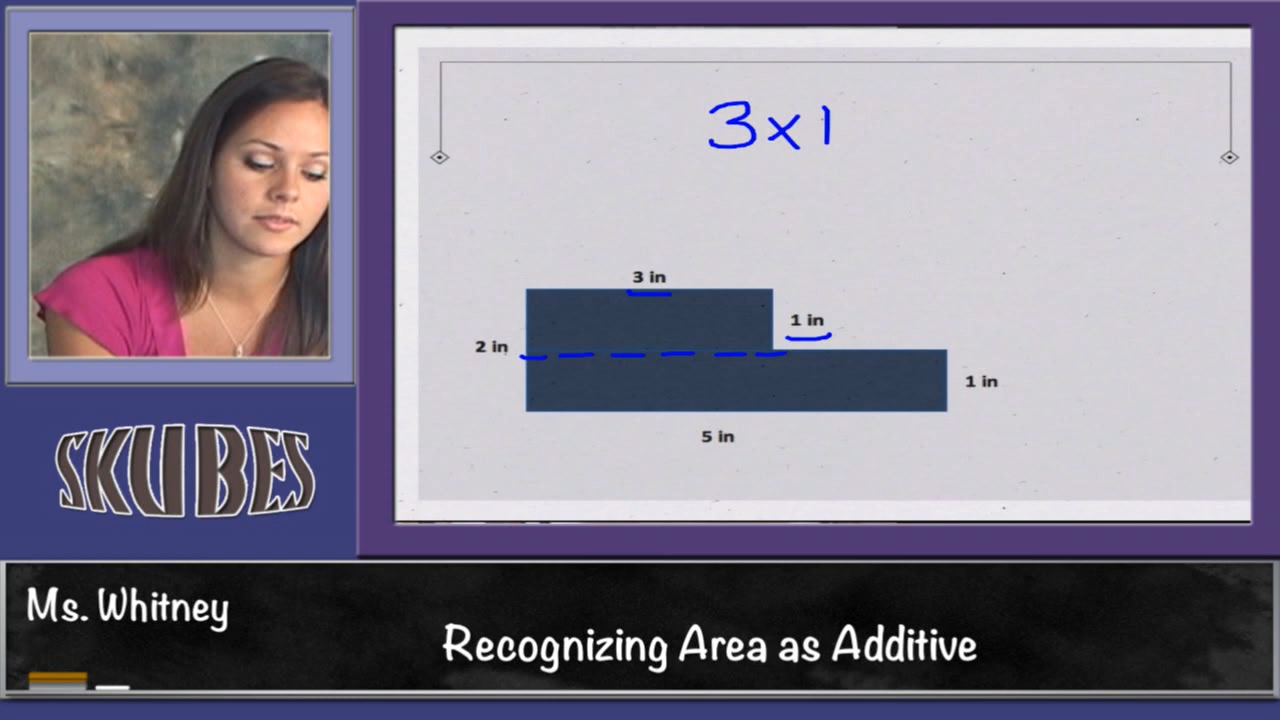 3x1
3 in
1 in
2 in
1 in
5 in
SKUBES
Ms. Whitney
Recognizing Area as Additive